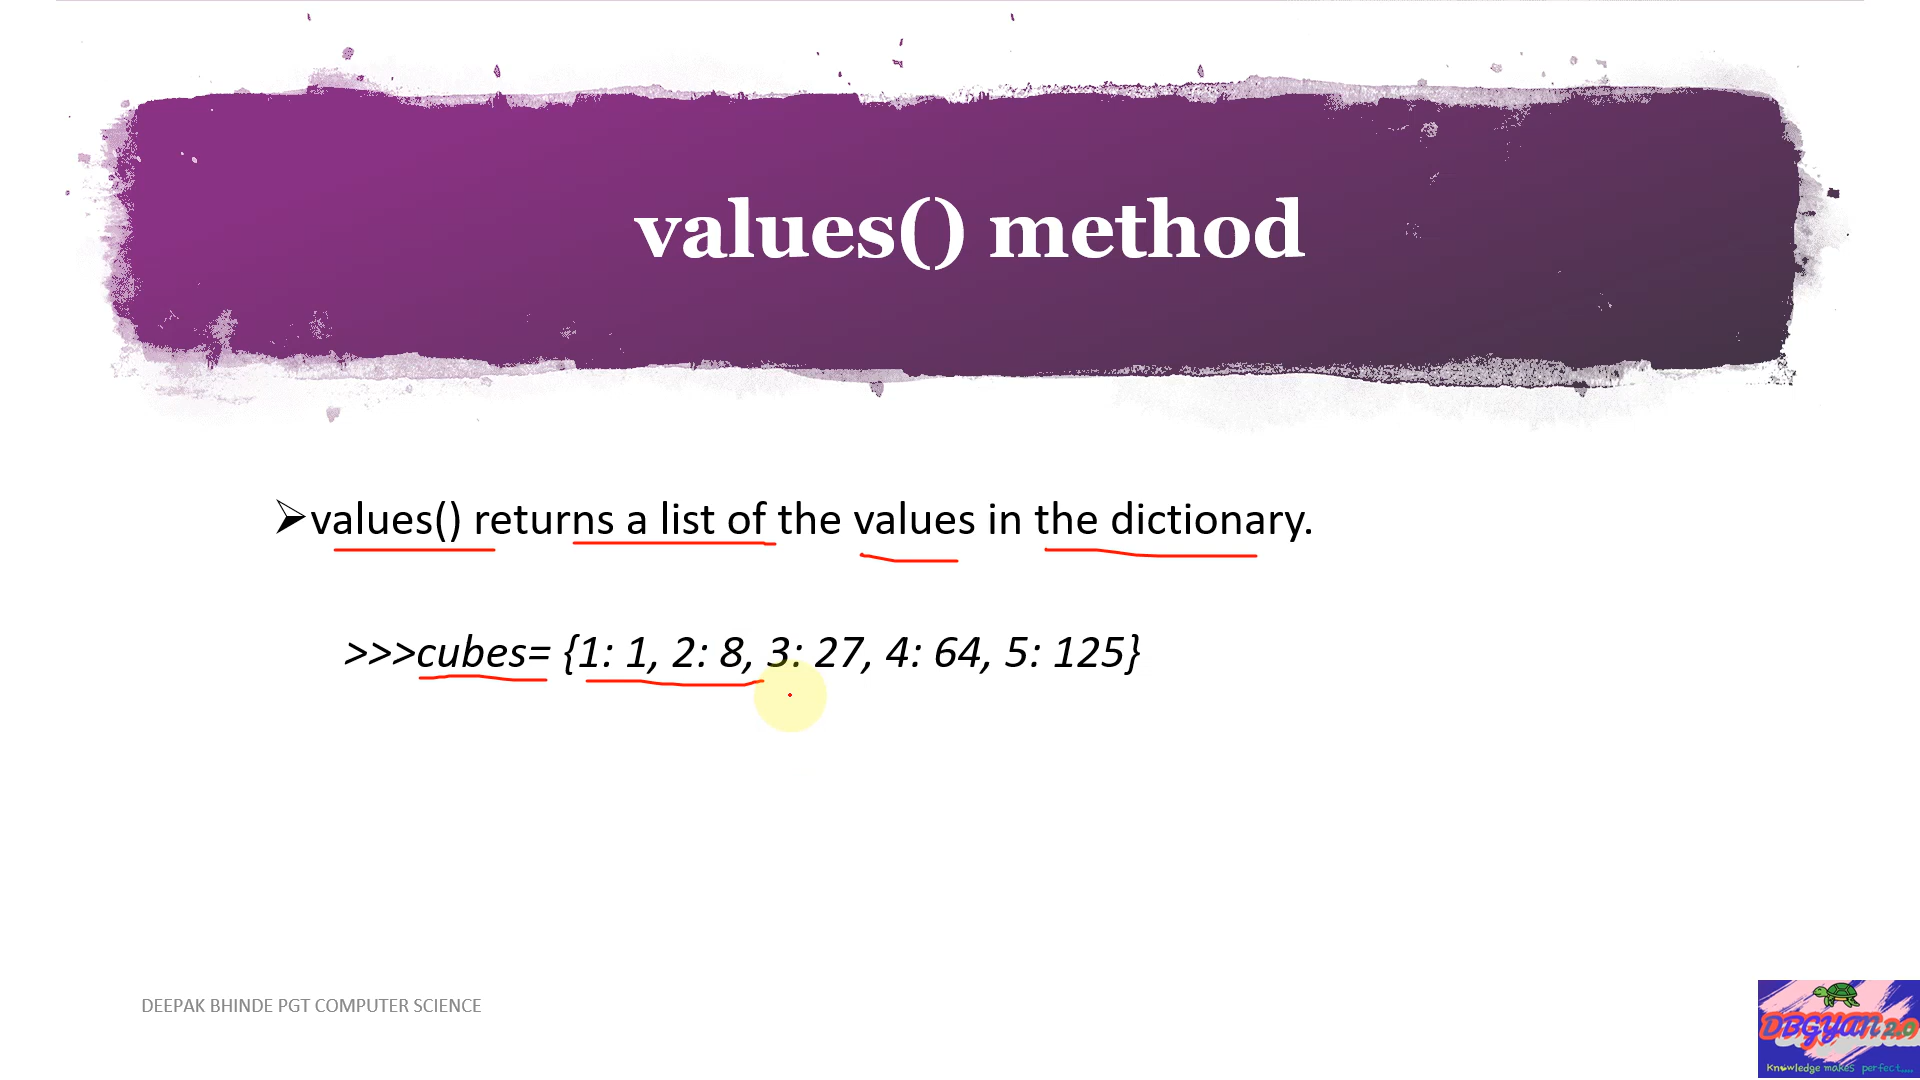 values() method
➢values() returns a list of the values in the dictionary.
>>>cubes= {1: 1, 2: 8, 3: 27, 4: 64, 5: 125}
DEEPAK BHINDE PGT COMPUTER SCIENCE
DBGYAN 2.0
Knowledge makes perfect....